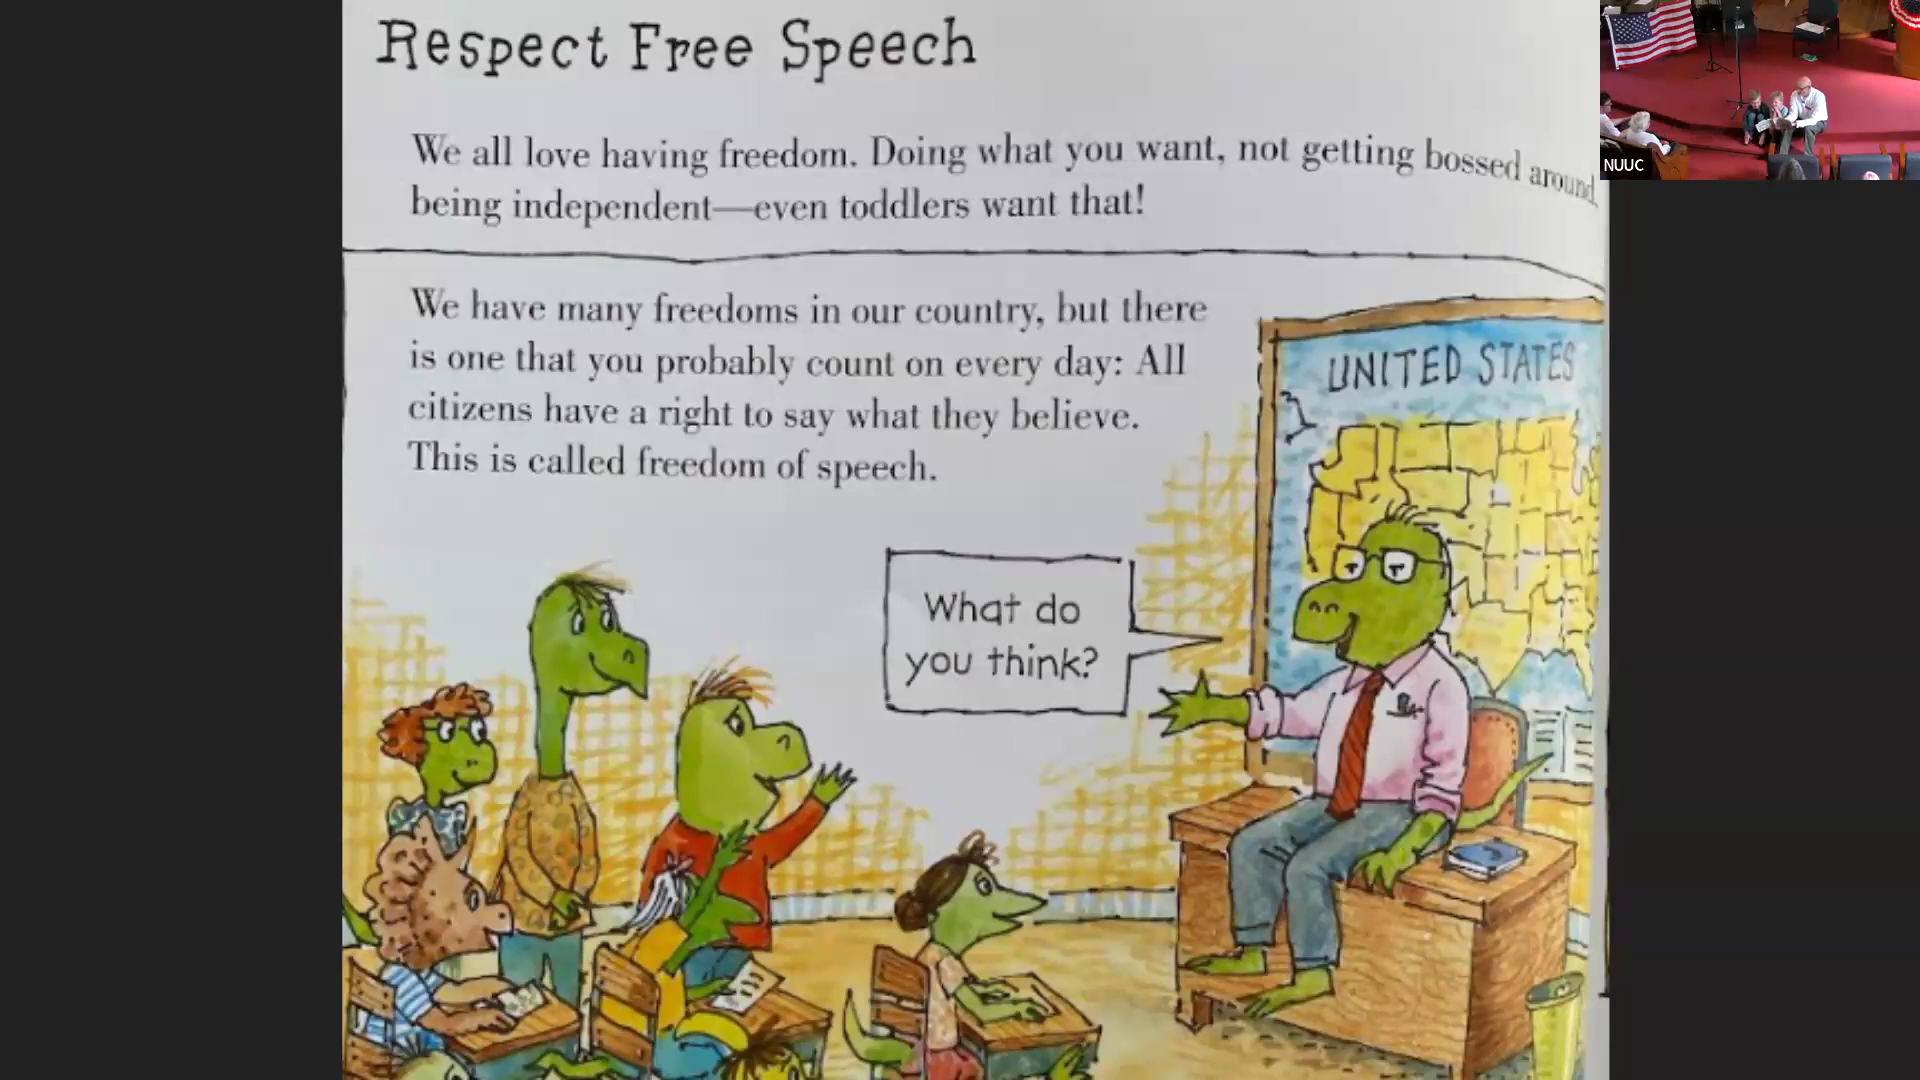 Respect Free Speech
We all love having freedom. Doing what you want, not getting bossed around,
being independent—even toddlers want that!
We have many freedoms in our country, but there
is one that you probably count on every day: All
citizens have a right to say what they believe.
This is called freedom of speech.
UNITED STATES
What do
you think?
NUUC